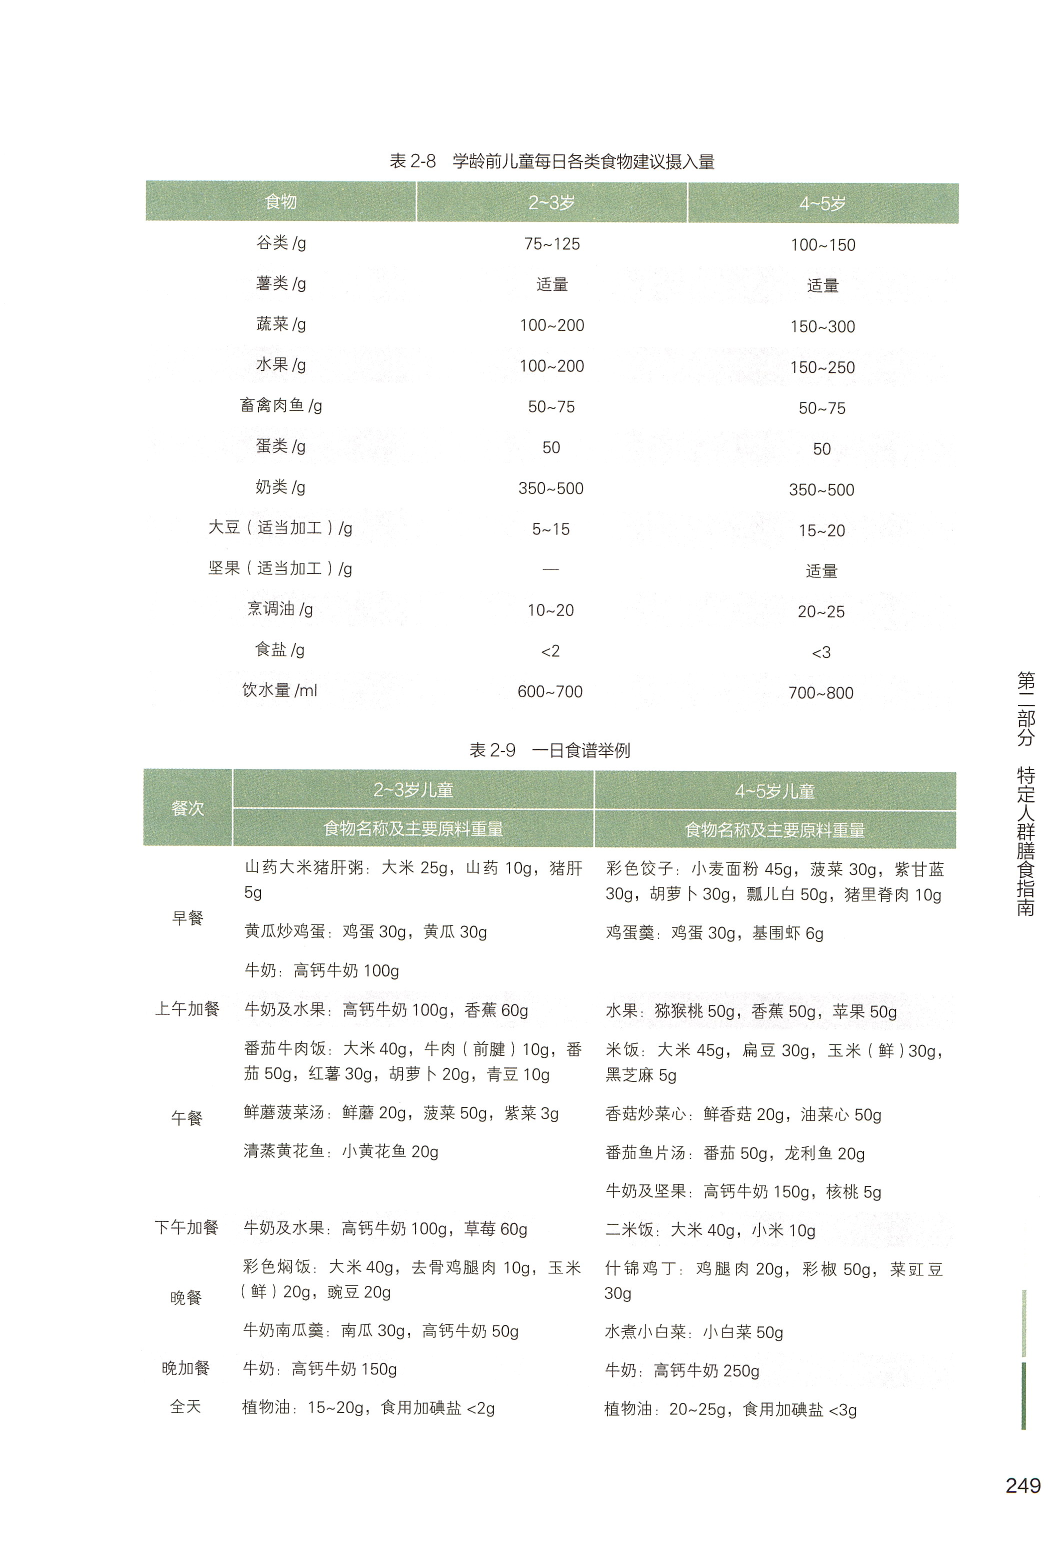 表 2-8 学龄前儿童每日各类食物建议摄入量
食物 2~3岁 4~5岁
谷类 /g 75~125 100~150
薯类 /g 适量 适量
蔬菜 /g 100~200 150~300
水果 /g 100~200 150~250
畜禽肉鱼 /g 50~75 50~75
蛋类 /g 50 50
奶类 /g 350~500 350~500
大豆（适当加工）/g 5~15 15~20
坚果（适当加工）/g — 适量
烹调油 /g 10~20 20~25
食盐 /g <2 <3
饮水量 /ml 600~700 700~800
表 2-9 一日食谱举例
餐次 2~3岁儿童 4~5岁儿童
食物名称及主要原料重量 食物名称及主要原料重量
早餐
山药大米猪肝粥：大米 25g，山药 10g，猪肝
5g
黄瓜炒鸡蛋：鸡蛋 30g，黄瓜 30g
牛奶：高钙牛奶 100g
彩色饺子：小麦面粉 45g，菠菜 30g，紫甘蓝
30g，胡萝卜 30g，瓢儿白 50g，猪里脊肉 10g
鸡蛋羹：鸡蛋 30g，基围虾 6g
上午加餐 牛奶及水果：高钙牛奶 100g，香蕉 60g 水果：猕猴桃 50g，香蕉 50g，苹果 50g
午餐
番茄牛肉饭：大米 40g，牛肉（前腱）10g，番
茄 50g，红薯 30g，胡萝卜 20g，青豆 10g
鲜蘑菠菜汤：鲜蘑 20g，菠菜 50g，紫菜 3g
清蒸黄花鱼：小黄花鱼 20g
米饭：大米 45g，扁豆 30g，玉米（鲜）30g，
黑芝麻 5g
香菇炒菜心：鲜香菇 20g，油菜心 50g
番茄鱼片汤：番茄 50g，龙利鱼 20g
牛奶及坚果：高钙牛奶 150g，核桃 5g
下午加餐 牛奶及水果：高钙牛奶 100g，草莓 60g 二米饭：大米 40g，小米 10g
晚餐
彩色焖饭：大米 40g，去骨鸡腿肉 10g，玉米
（鲜）20g，豌豆 20g
牛奶南瓜羹：南瓜 30g，高钙牛奶 50g
什锦鸡丁：鸡腿肉 20g，彩椒 50g，菜豇豆
30g
水煮小白菜：小白菜 50g
晚加餐 牛奶：高钙牛奶 150g 牛奶：高钙牛奶 250g
全天 植物油：15~20g，食用加碘盐 <2g 植物油：20~25g，食用加碘盐 <3g
第二部分 特定人群膳食指南
249